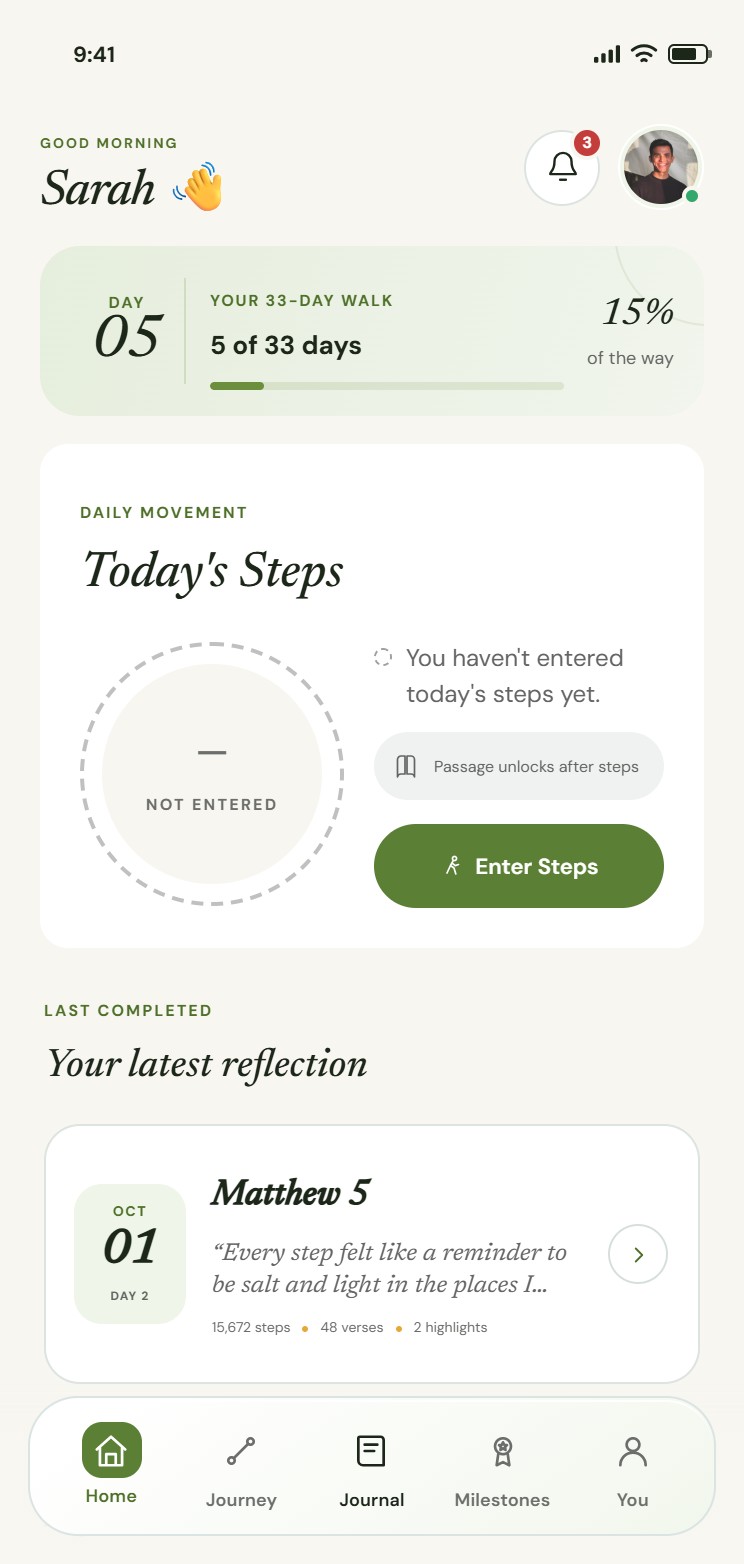 9:41
GOOD MORNING
Sarah 👋
3
DAY
05
YOUR 33-DAY WALK
5 of 33 days
15%
of the way
DAILY MOVEMENT
Today's Steps
–
NOT ENTERED
You haven't entered
today's steps yet.
Passage unlocks after steps
Enter Steps
LAST COMPLETED
Your latest reflection
OCT
01
DAY 2
Matthew 5
“Every step felt like a reminder to
be salt and light in the places I...
15,672 steps • 48 verses • 2 highlights
Home Journey Journal Milestones You